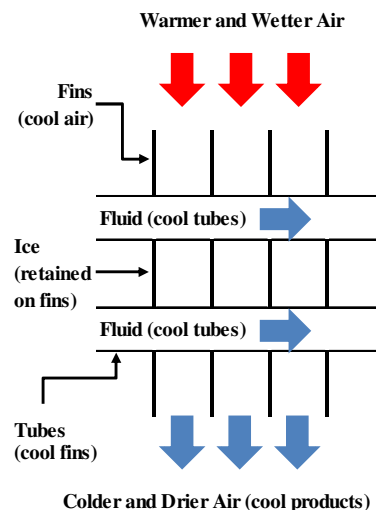 Warmer and Wetter Air
Fins
(cool air)
Fluid (cool tubes)
Ice
(retained
on fins)
Fluid (cool tubes)
Tubes
(cool fins)
Colder and Drier Air (cool products)